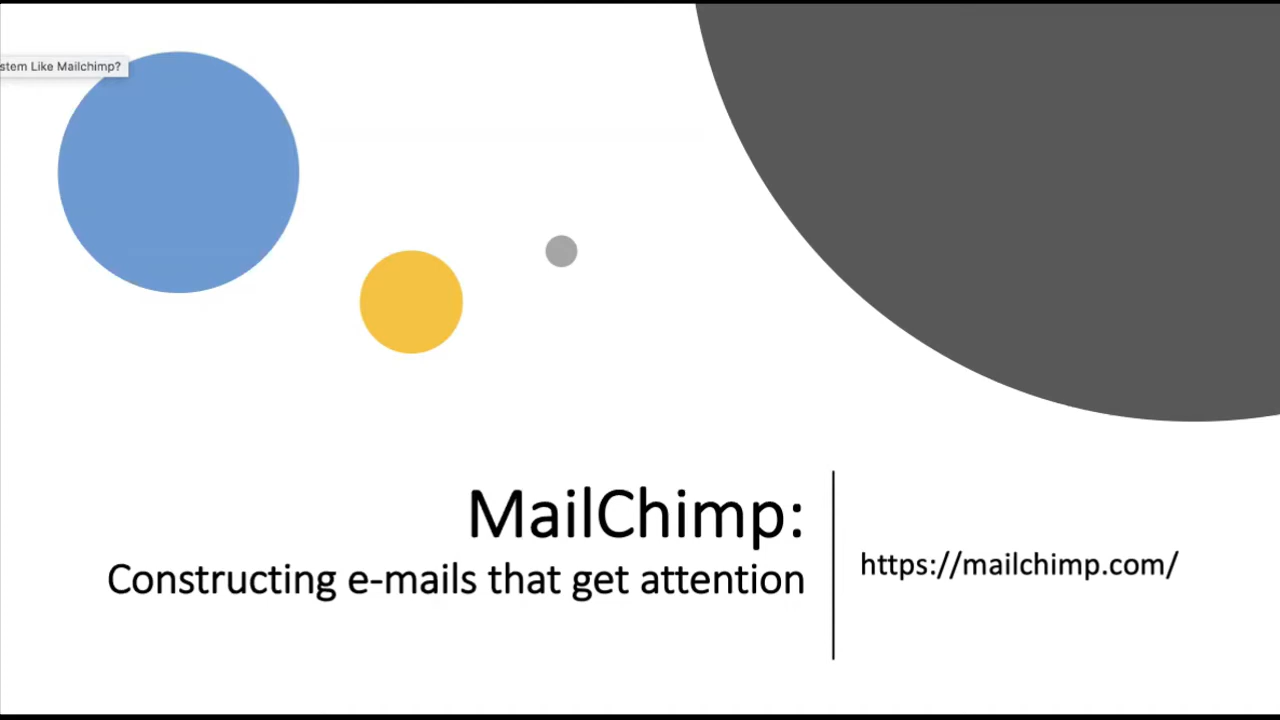 stem Like Mailchimp?
MailChimp:
Constructing e-mails that get attention
https://mailchimp.com/